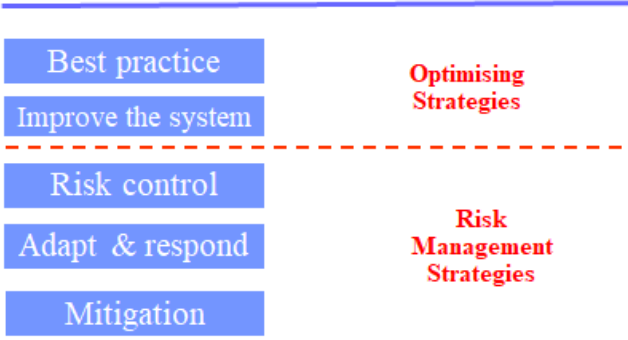 Best practice
Improve the system
Optimising
Strategies
Risk control
Adapt & respond
Mitigation
Risk
Management
Strategies